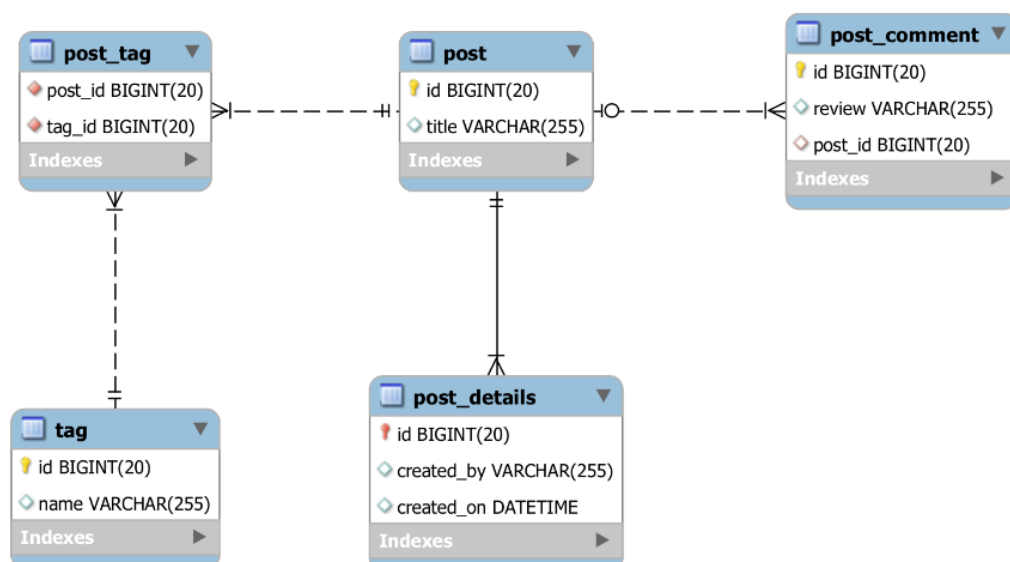 post_tag
post_id BIGINT(20)
tag_id BIGINT(20)
Indexes
post
id BIGINT(20)
title VARCHAR(255)
Indexes
post_comment
id BIGINT(20)
review VARCHAR(255)
post_id BIGINT(20)
Indexes
tag
id BIGINT(20)
name VARCHAR(255)
Indexes
post_details
id BIGINT(20)
created_by VARCHAR(255)
created_on DATETIME
Indexes